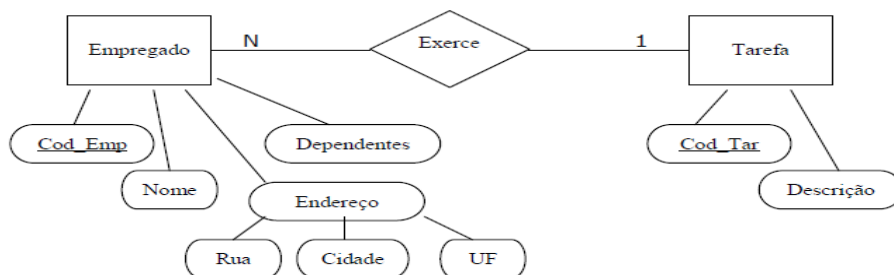 Empregado
N
Exerce
1
Tarefa
Cod_Emp
Dependentes
Cod_Tar
Nome
Endereço
Descrição
Rua
Cidade
UF